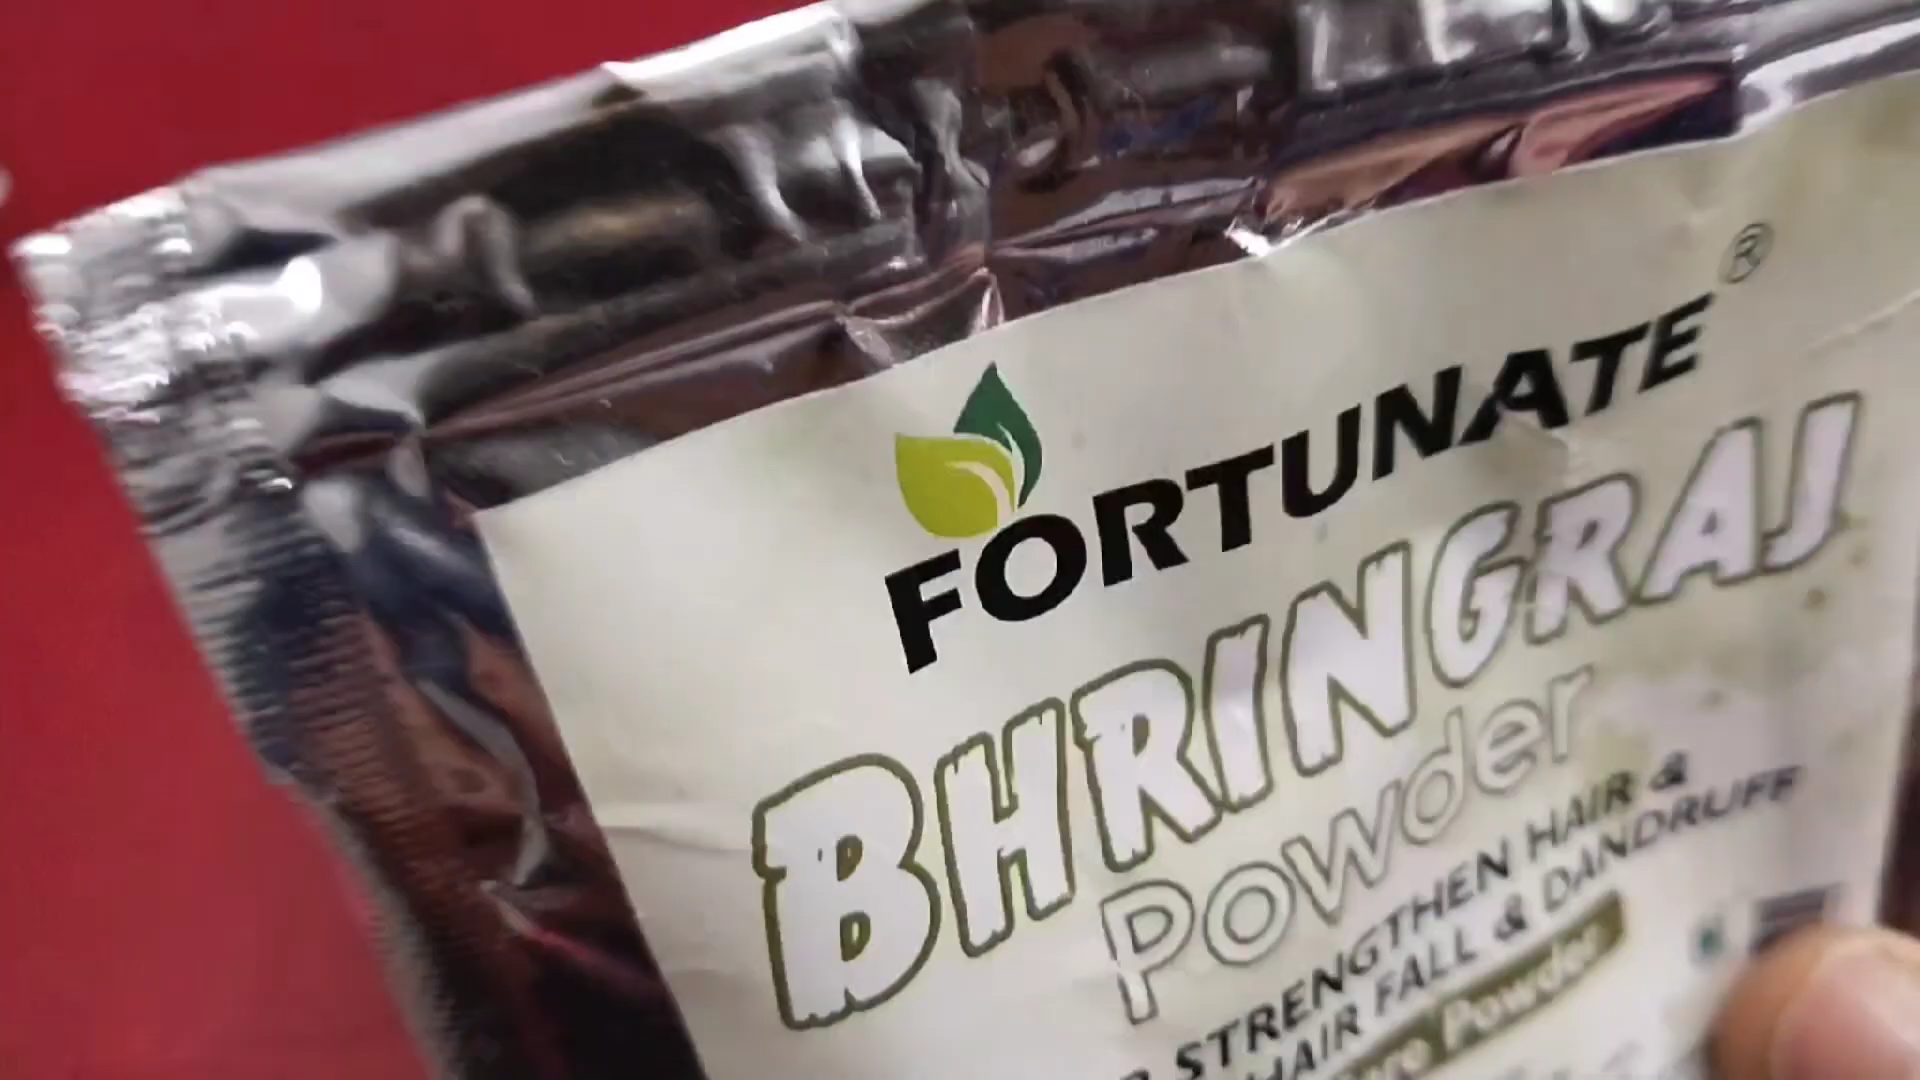 FORTUNATE®
BHRINGRAJ
Powder
STRENGTHEN HAIR &
HAIR FALL & DANDRUFF
Powder